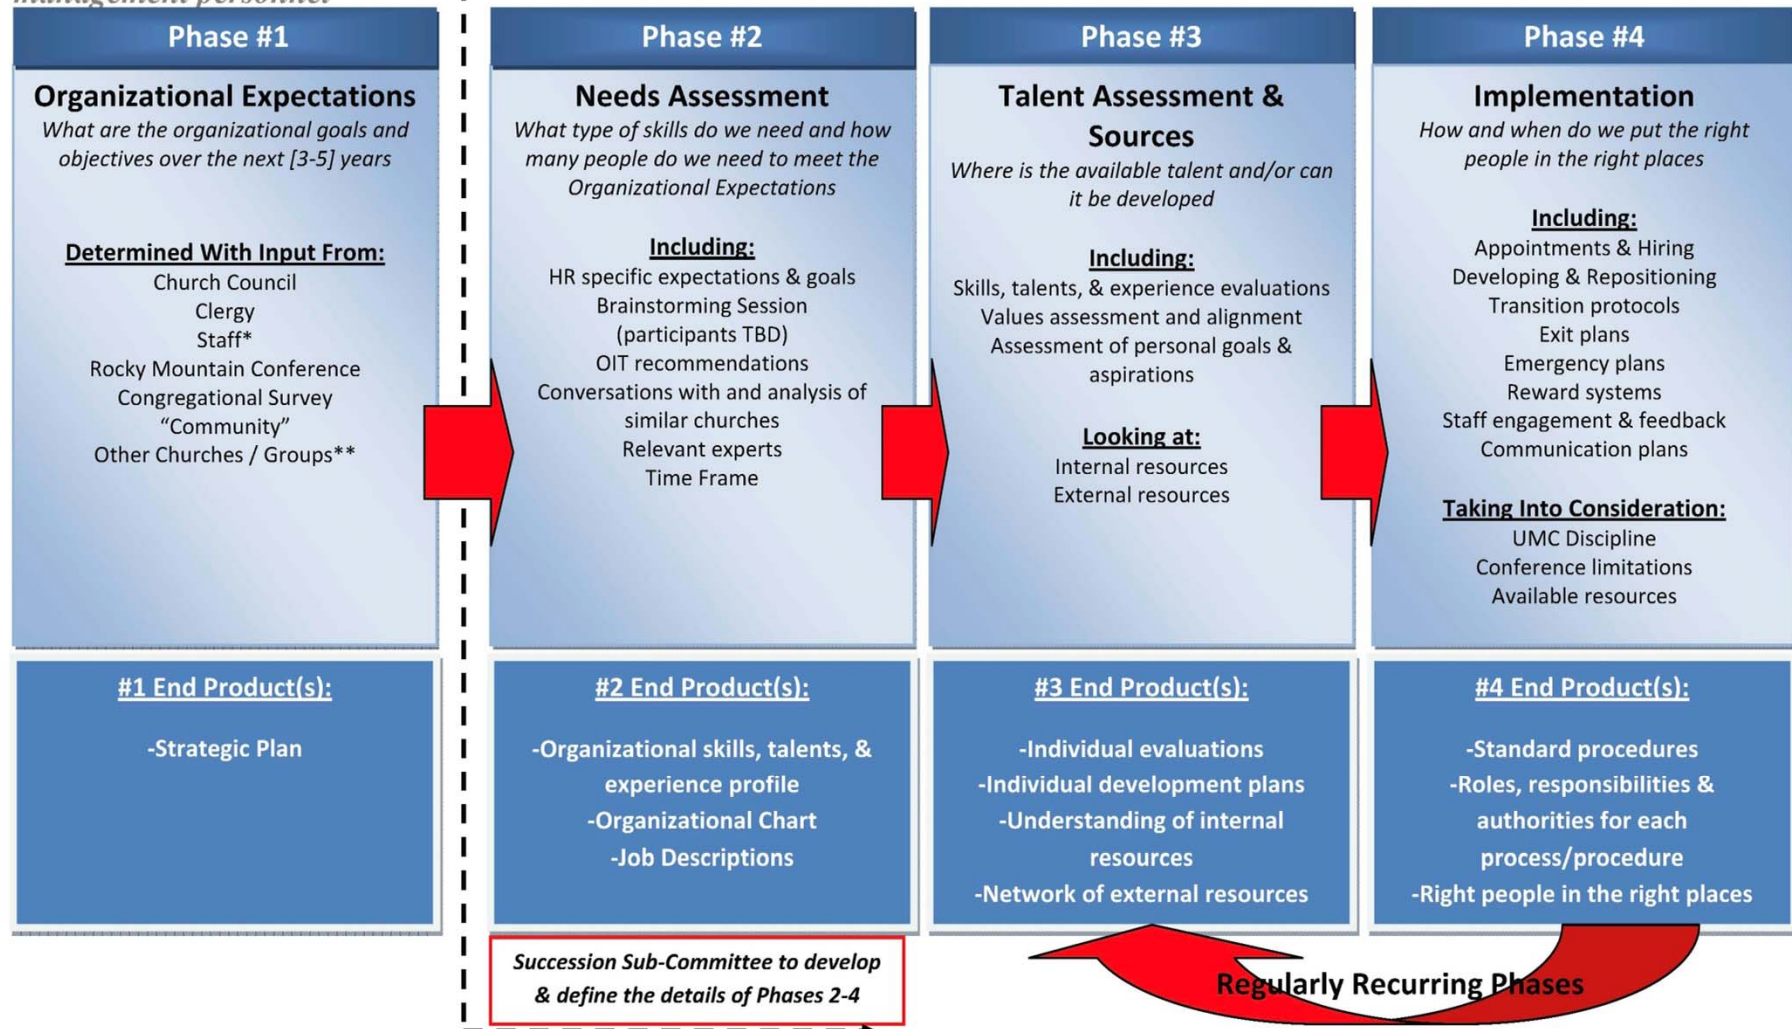 management personnel
Phase #1
Organizational Expectations
What are the organizational goals and
objectives over the next [3-5] years
Determined With Input From:
Church Council
Clergy
Staff*
Rocky Mountain Conference
Congregational Survey
“Community”
Other Churches / Groups**
#1 End Product(s):
-Strategic Plan
Phase #2
Needs Assessment
What type of skills do we need and how
many people do we need to meet the
Organizational Expectations
Including:
HR specific expectations & goals
Brainstorming Session
(participants TBD)
OIT recommendations
Conversations with and analysis of
similar churches
Relevant experts
Time Frame
#2 End Product(s):
-Organizational skills, talents, &
experience profile
-Organizational Chart
-Job Descriptions
Succession Sub-Committee to develop
& define the details of Phases 2-4
Phase #3
Talent Assessment &
Sources
Where is the available talent and/or can
it be developed
Including:
Skills, talents, & experience evaluations
Values assessment and alignment
Assessment of personal goals &
aspirations
Looking at:
Internal resources
External resources
#3 End Product(s):
-Individual evaluations
-Individual development plans
-Understanding of internal
resources
-Network of external resources
Phase #4
Implementation
How and when do we put the right
people in the right places
Including:
Appointments & Hiring
Developing & Repositioning
Transition protocols
Exit plans
Emergency plans
Reward systems
Staff engagement & feedback
Communication plans
Taking Into Consideration:
UMC Discipline
Conference limitations
Available resources
#4 End Product(s):
-Standard procedures
-Roles, responsibilities &
authorities for each
process/procedure
-Right people in the right places
Regularly Recurring Phases